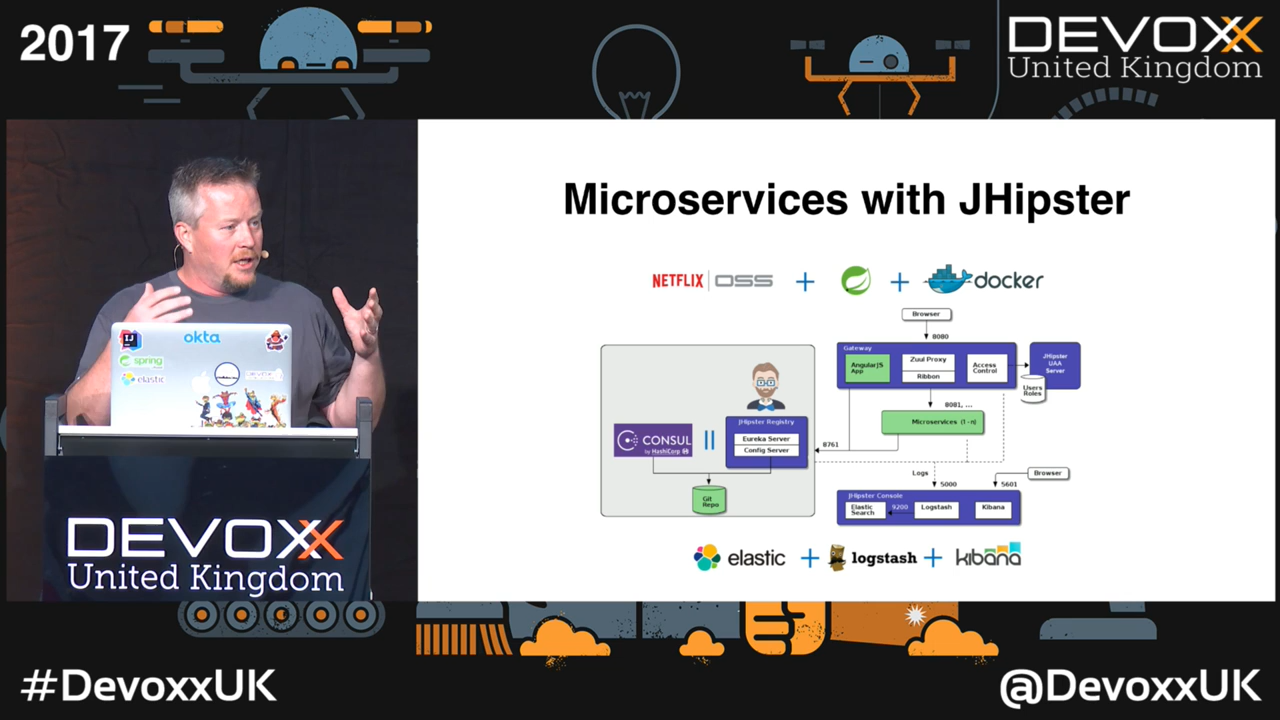 2017
DEVOXX
United Kingdom
Microservices with JHipster
NETFLIX OSS + + docker
Browser
8080
Gateway
AngularJS
App
Zuul Proxy
Ribbon
Access
Control
JHipster
UAA
Server
Users
Roles
8081, ...
Microservices (1-n)
JHipster Registry
Eureka Server
Config Server
CONSUL
by HashiCorp
8761
Git
Repo
Logs
5000
5601
Browser
JHipster Console
Elastic
Search
9200
Logstash
Kibana
elastic + logstash + kibana
IJ
okta
spring
elastic
DEVOXX
United Kingdom
#DevoxxUK
@DevoxxUK